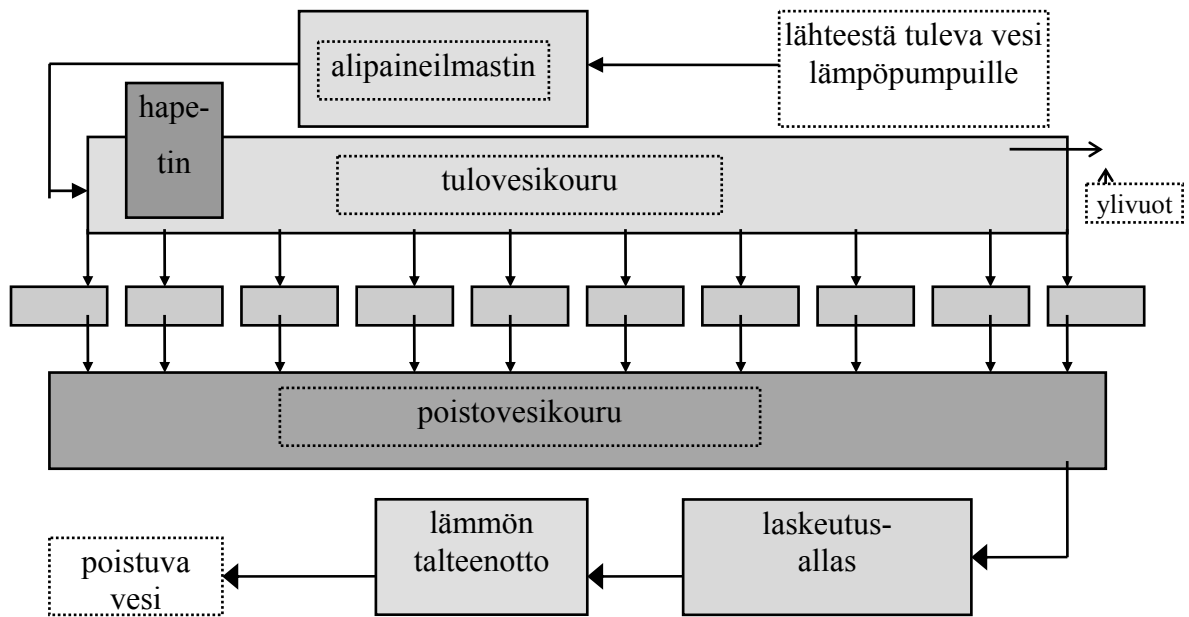 alipaineilmastin
lähteestä tuleva vesi
lämpöpumpuille
hape-
tin
tulovesikouru
ylivuot
poistovesikouru
lämmön
talteenotto
laskeutus-
allas
poistuva
vesi